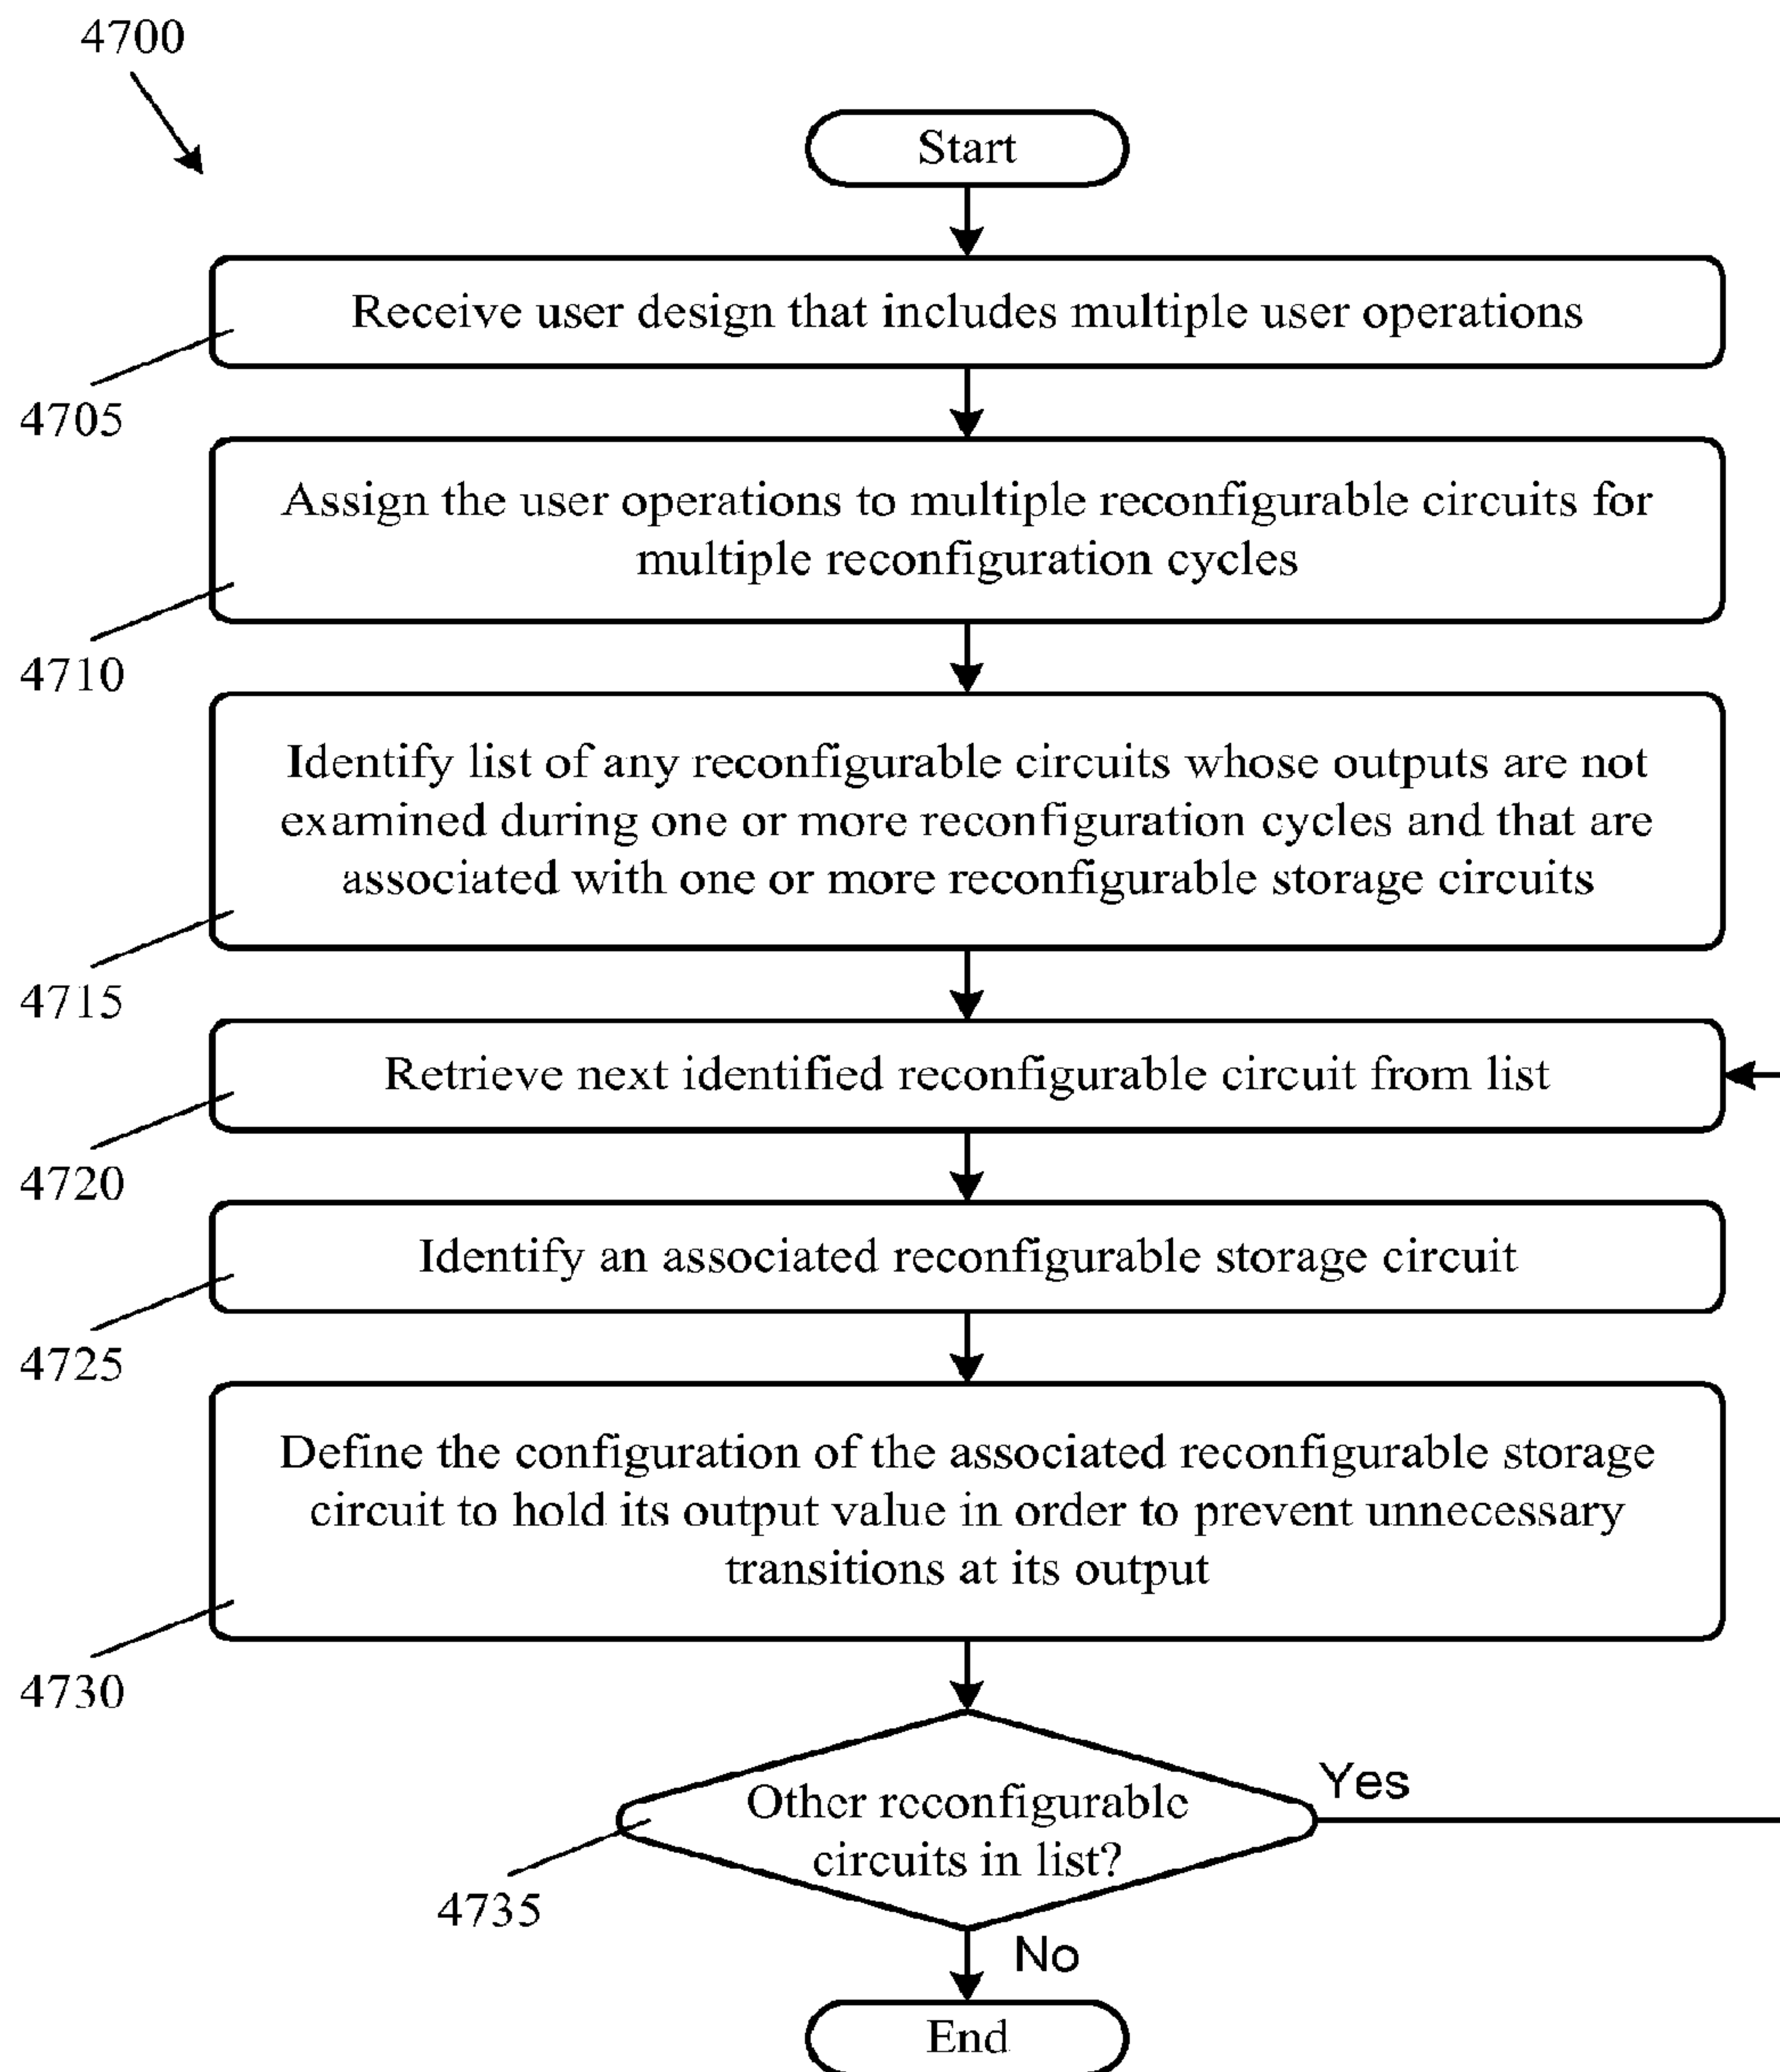 4700
Start
Receive user design that includes multiple user operations
4705
Assign the user operations to multiple reconfigurable circuits for
multiple reconfiguration cycles
4710
Identify list of any reconfigurable circuits whose outputs are not
examined during one or more reconfiguration cycles and that are
associated with one or more reconfigurable storage circuits
4715
Retrieve next identified reconfigurable circuit from list
4720
Identify an associated reconfigurable storage circuit
4725
Define the configuration of the associated reconfigurable storage
circuit to hold its output value in order to prevent unnecessary
transitions at its output
4730
Other reconfigurable
circuits in list?
Yes
4735
No
End